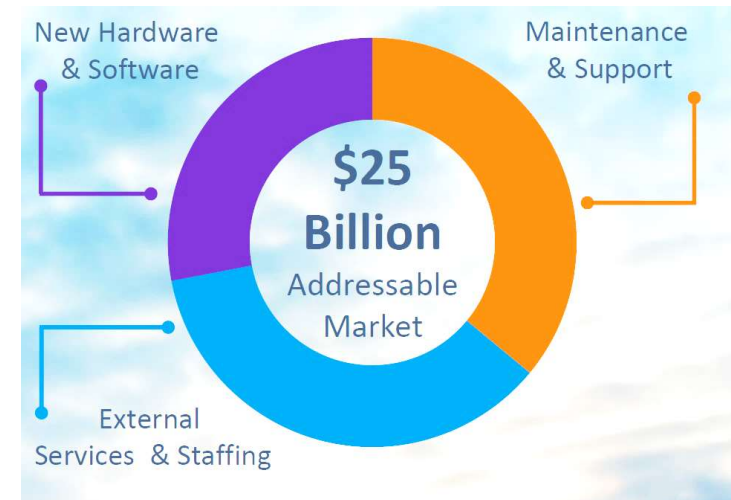 New Hardware
& Software
Maintenance
& Support
$25
Billion
Addressable
Market
External
Services & Staffing